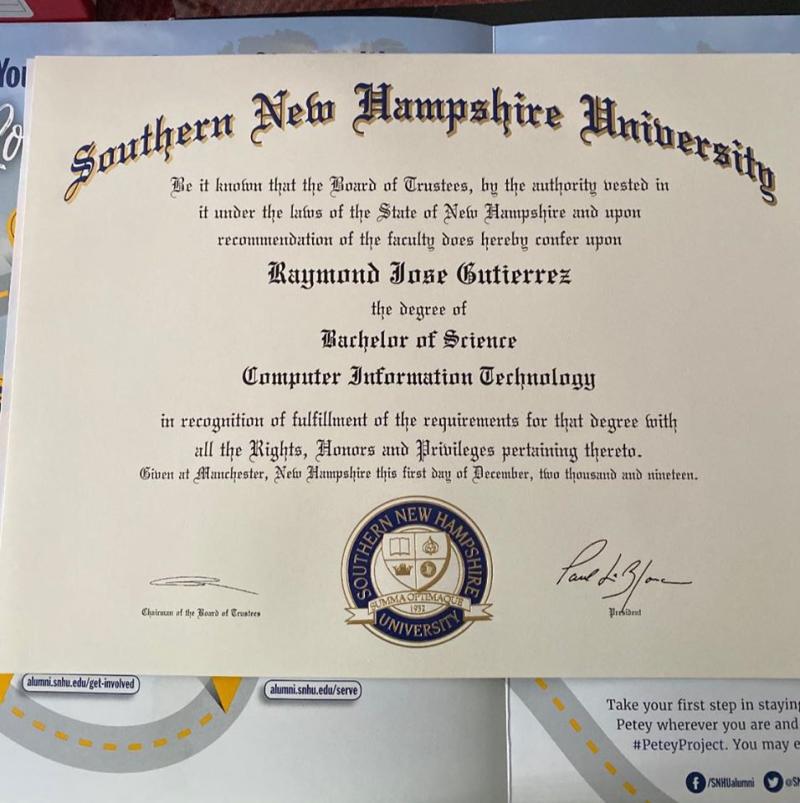 You
Southern New Hampshire University
Be it known that the Board of Trustees, by the authority vested in
it under the laws of the State of New Hampshire and upon
recommendation of the faculty does hereby confer upon
Raymond Jose Gutierrez
the degree of
Bachelor of Science
Computer Information Technology
in recognition of fulfillment of the requirements for that degree with
all the Rights, Honors and Privileges pertaining thereto.
Given at Manchester, New Hampshire this first day of December, two thousand and nineteen.
SOUTHERN NEW HAMPSHIRE
SUMMA OPTIMAQUE
1932
UNIVERSITY
Paul LeBlanc
Chairman of the Board of Trustees
President
alumni.snhu.edu/get-involved
alumni.snhu.edu/serve
Take your first step in staying
Petey wherever you are and
#PeteyProject. You may e
/SNHUalumni
@SN